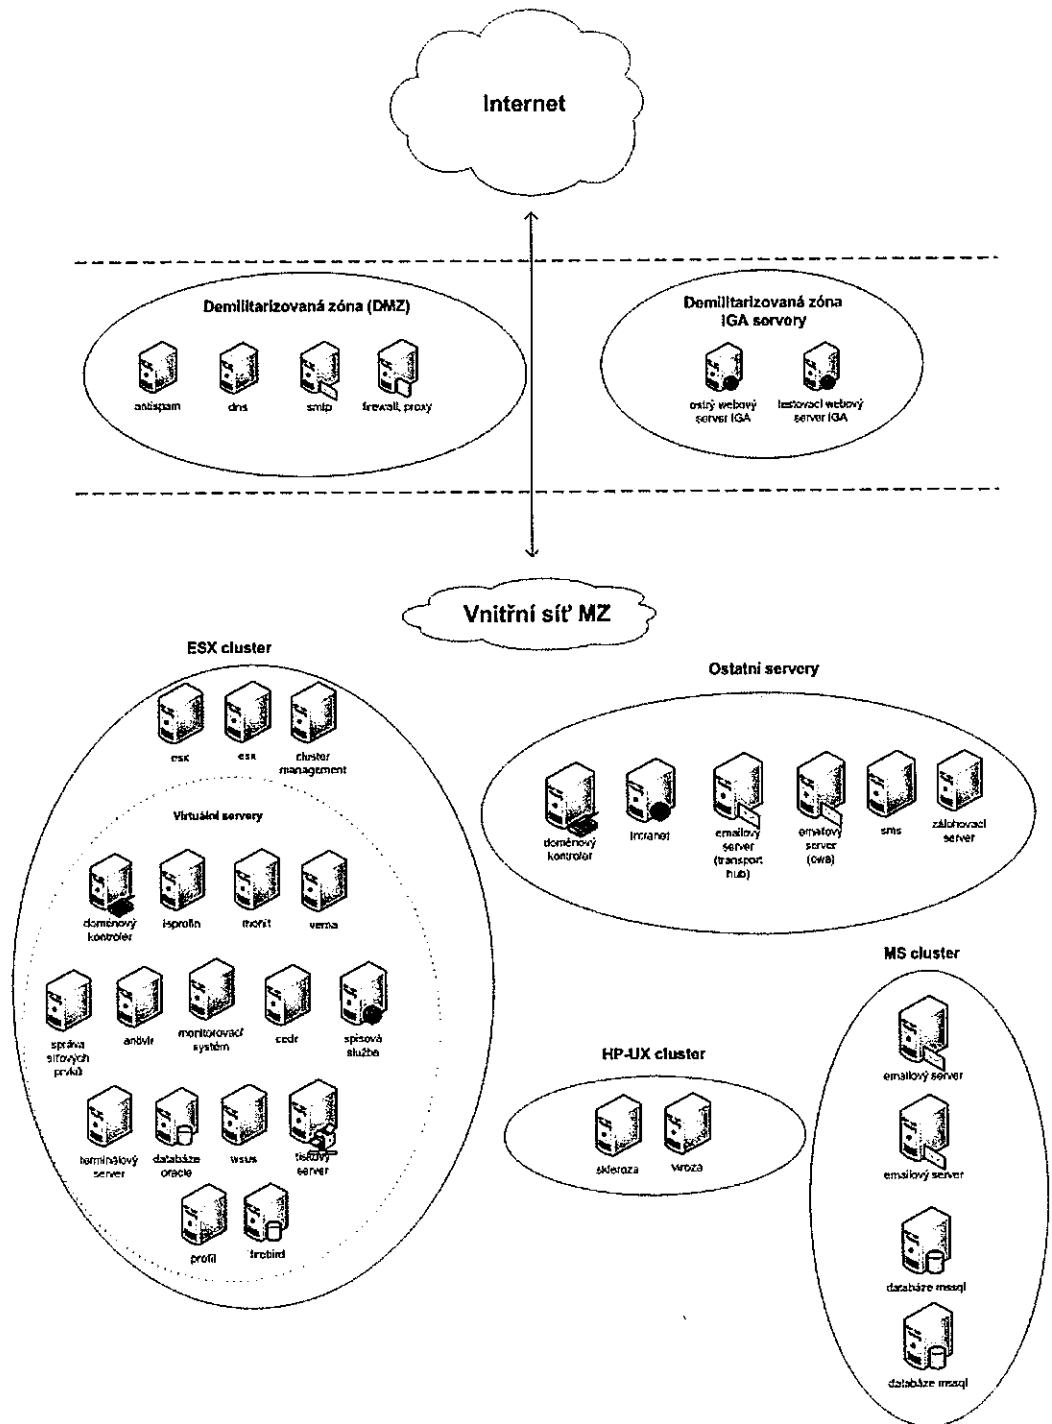 Internet
Demilitarizovaná zóna (DMZ)
antispam
dns
smtp
firewall, proxy
Demilitarizovaná zóna
IGA servery
ostrý webový
server IGA
testovací webový
server IGA
Vnitřní síť MZ
ESX cluster
esx
esx
cluster
management
Virtuální servery
doménový
kontroler
isprofin
monit
verna
správa
síťových
prvků
antivir
monitorovací
systém
cedr
spisová
služba
terminálový
server
databáze
oracle
wsus
tiskový
server
profil
firebird
Ostatní servery
doménový
kontroler
intranet
emailový
server
(transport
hub)
emailový
server
(owa)
sms
zálohovací
server
HP-UX cluster
skleroza
viroza
MS cluster
emailový server
emailový server
databáze mssql
databáze mssql